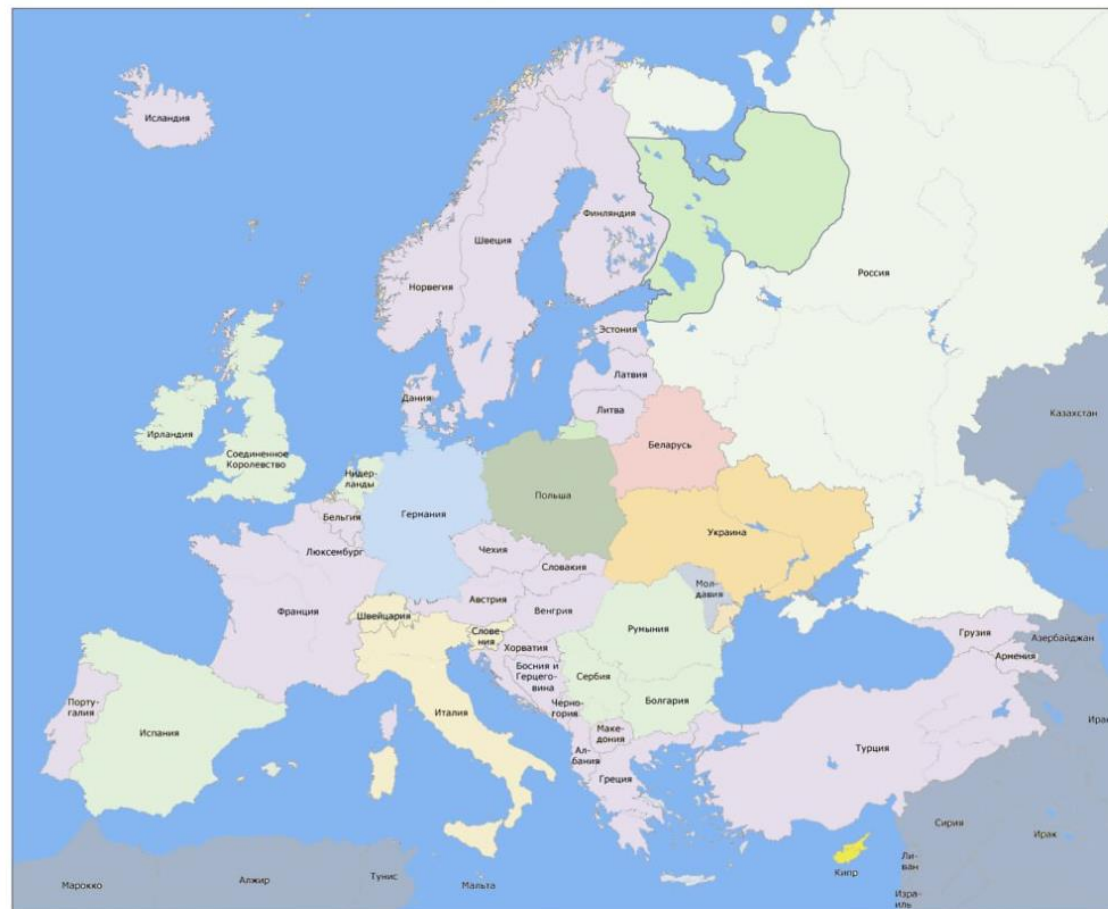 Исландия
Финляндия
Швеция
Норвегия
Россия
Эстония
Латвия
Дания
Литва
Казахстан
Ирландия
Соединенное
Королевство
Беларусь
Нидер-
ланды
Польша
Германия
Бельгия
Украина
Люксембург
Чехия
Словакия
Мол-
давия
Австрия
Венгрия
Франция
Швейцария
Румыния
Слове-
ния
Хорватия
Грузия
Азербайджан
Босния и
Герцего-
вина
Армения
Сербия
Порту-
галия
Болгария
Италия
Черно-
гория
Испания
Маке-
дония
Ал-
бания
Турция
Греция
Сирия
Ирак
Ли-
ван
Кипр
Тунис
Алжир
Марокко
Мальта
Изра-
иль